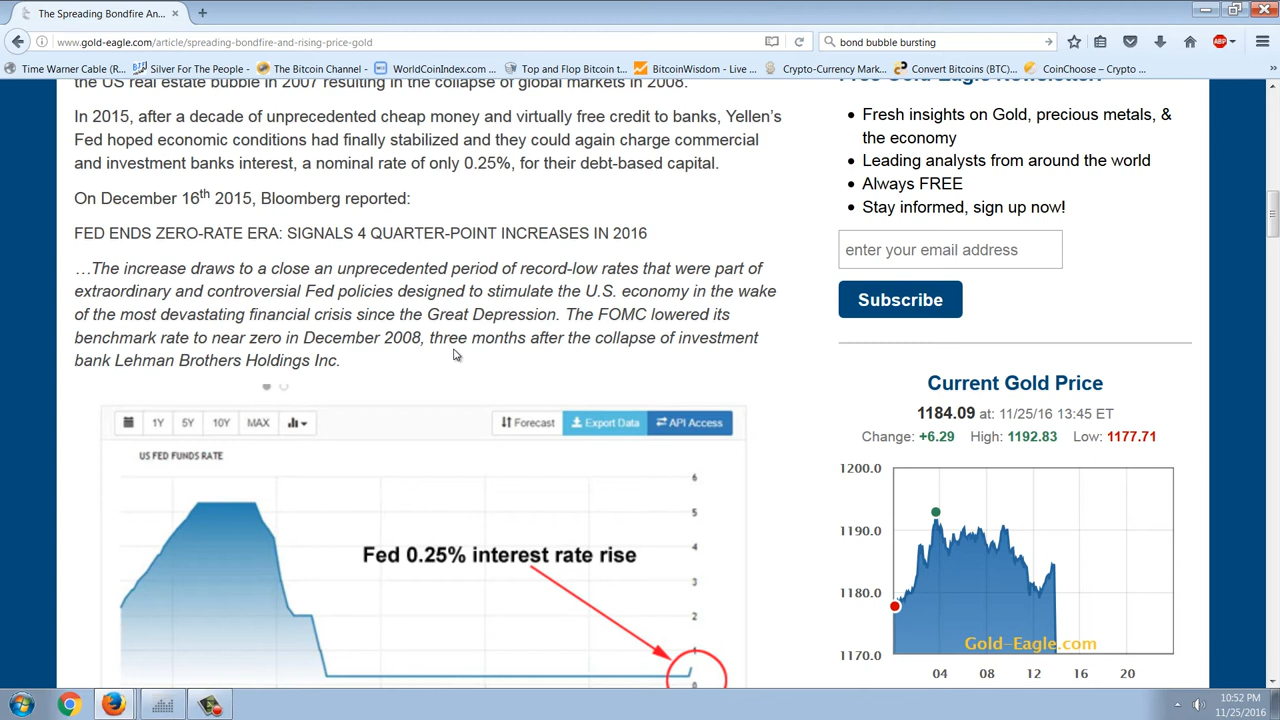 The Spreading Bondfire An...
www.gold-eagle.com/article/spreading-bondfire-and-rising-price-gold
bond bubble bursting
ABP
Time Warner Cable (R...
Silver For The People - ...
The Bitcoin Channel - ...
WorldCoinIndex.com -...
Top and Flop Bitcoin t...
BitcoinWisdom - Live ...
Crypto-Currency Mark...
Convert Bitcoins (BTC)...
CoinChoose – Crypto ...
the US real estate bubble in 2007 resulting in the collapse of global markets in 2008.
In 2015, after a decade of unprecedented cheap money and virtually free credit to banks, Yellen's
Fed hoped economic conditions had finally stabilized and they could again charge commercial
and investment banks interest, a nominal rate of only 0.25%, for their debt-based capital.
On December 16th 2015, Bloomberg reported:
FED ENDS ZERO-RATE ERA: SIGNALS 4 QUARTER-POINT INCREASES IN 2016
…The increase draws to a close an unprecedented period of record-low rates that were part of
extraordinary and controversial Fed policies designed to stimulate the U.S. economy in the wake
of the most devastating financial crisis since the Great Depression. The FOMC lowered its
benchmark rate to near zero in December 2008, three months after the collapse of investment
bank Lehman Brothers Holdings Inc.
1Y 5Y 10Y MAX
Forecast Export Data API Access
US FED FUNDS RATE
6
5
4
3
2
1
0
Fed 0.25% interest rate rise
Free Gold-Eagle Newsletter!
Fresh insights on Gold, precious metals, &
the economy
Leading analysts from around the world
Always FREE
Stay informed, sign up now!
enter your email address
Subscribe
Current Gold Price
1184.09 at: 11/25/16 13:45 ET
Change: +6.29 High: 1192.83 Low: 1177.71
1200.0
1190.0
1180.0
1170.0
Gold-Eagle.com
04 08 12 16 20
10:52 PM
11/25/2016